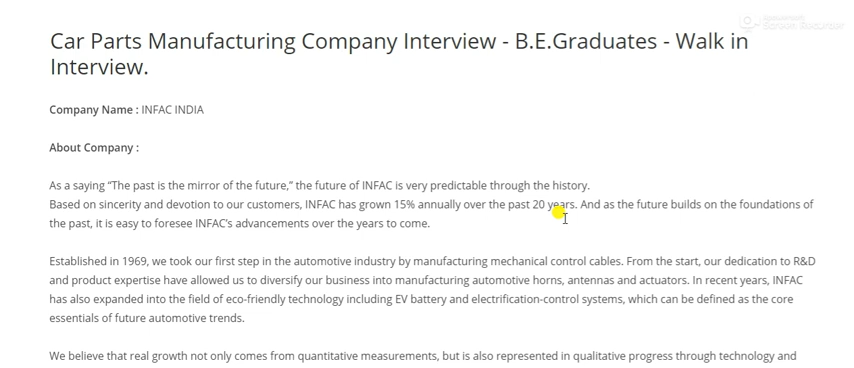 Screen Recorder
Car Parts Manufacturing Company Interview - B.E.Graduates - Walk in
Interview.
Company Name : INFAC INDIA
About Company :
As a saying “The past is the mirror of the future,” the future of INFAC is very predictable through the history.
Based on sincerity and devotion to our customers, INFAC has grown 15% annually over the past 20 years. And as the future builds on the foundations of
the past, it is easy to foresee INFAC’s advancements over the years to come.
Established in 1969, we took our first step in the automotive industry by manufacturing mechanical control cables. From the start, our dedication to R&D
and product expertise have allowed us to diversify our business into manufacturing automotive horns, antennas and actuators. In recent years, INFAC
has also expanded into the field of eco-friendly technology including EV battery and electrification-control systems, which can be defined as the core
essentials of future automotive trends.
We believe that real growth not only comes from quantitative measurements, but is also represented in qualitative progress through technology and